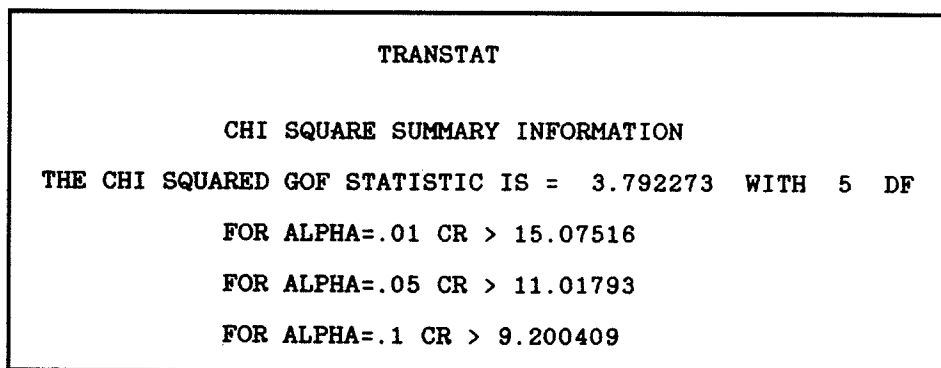 TRANSTAT
CHI SQUARE SUMMARY INFORMATION
THE CHI SQUARED GOF STATISTIC IS = 3.792273 WITH 5 DF
FOR ALPHA=.01 CR > 15.07516
FOR ALPHA=.05 CR > 11.01793
FOR ALPHA=.1 CR > 9.200409